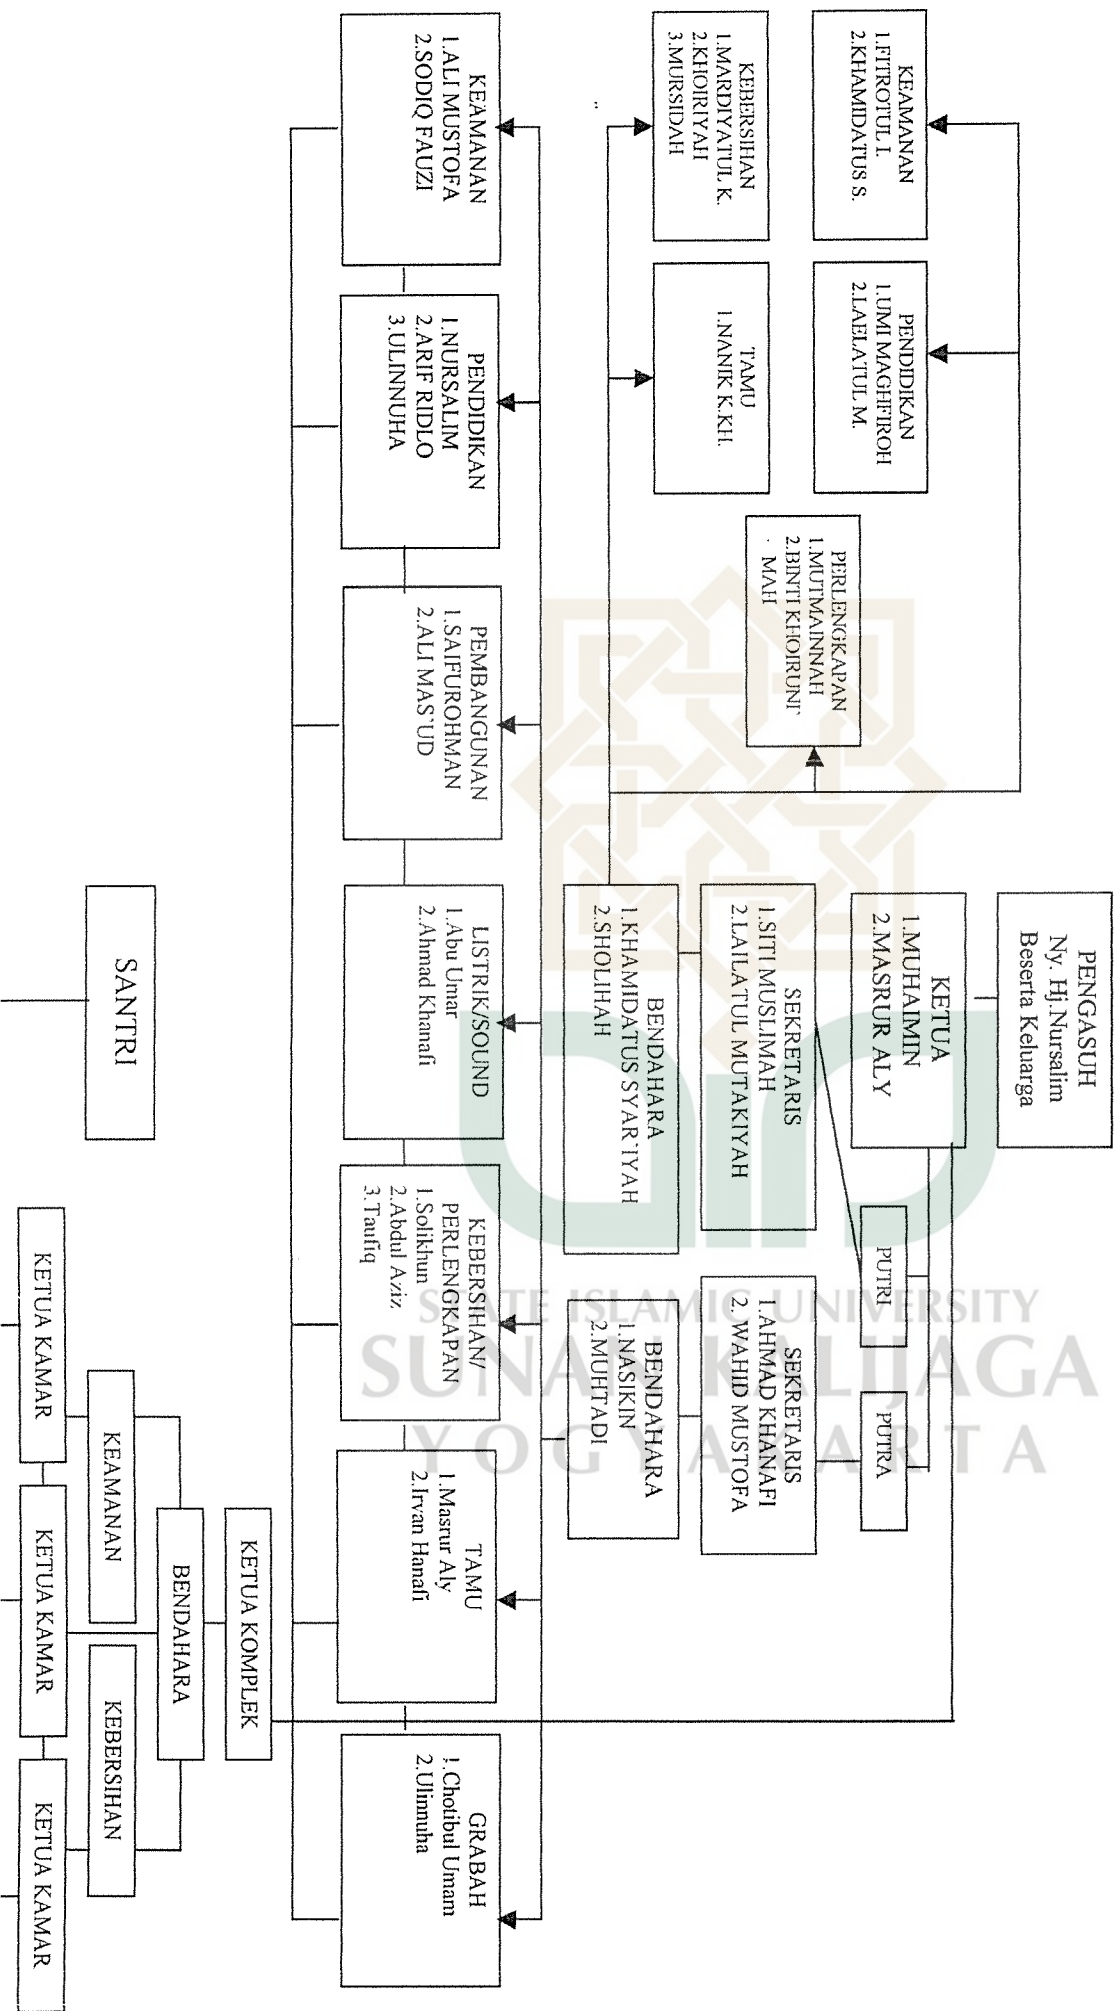 PENGASUH
Ny. Hj.Nursalim
Beserta Keluarga
KETUA
1.MUHAIMIN
2.MASRUR ALY
PUTRI
PUTRA
SEKRETARIS
1.SITI MUSLIMAH
2.LAILATUL MUTAKIYAH
SEKRETARIS
1.AHMAD KHANAFI
2. WAHID MUSTOFA
BENDAHARA
1.KHAMIDATUS SYAR`IYAH
2.SHOLIHAH
BENDAHARA
1.NASIKIN
2.MUHTADI
KEAMANAN
1.FITROTUL I.
2.KHAMIDATUS S.
PENDIDIKAN
1.UMI MAGHFIROH
2.LAELATUL M.
PERLENGKAPAN
1.MUTMAINNAH
2.BINTI KHOIRUNI`
MAH
KEBERSIHAN
1.MARDIYATUL K.
2.KHOIRIYAH
3.MURSIDAH
TAMU
1.NANIK K.KH.
KEAMANAN
1.ALI MUSTOFA
2.SODIQ FAUZI
PENDIDIKAN
1.NURSALIM
2.ARIF RIDLO
3.ULINNUHA
PEMBANGUNAN
1.SAIFUROHMAN
2.ALI MAS`UD
LISTRIK/SOUND
1.Abu Umar
2.Ahmad Khanafi
KEBERSIHAN/
PERLENGKAPAN
1.Solikhun
2.Abdul Aziz
3.Taufiq
TAMU
1.Masrur Aly
2.Irvan Hanafi
GRABAH
!.Chotibul Umam
2.Ulinnuha
KETUA KOMPLEK
BENDAHARA
KEAMANAN
KEBERSIHAN
KETUA KAMAR
KETUA KAMAR
KETUA KAMAR
SANTRI
STATE ISLAMIC UNIVERSITY
SUNAN KALIJAGA
YOGYAKARTA